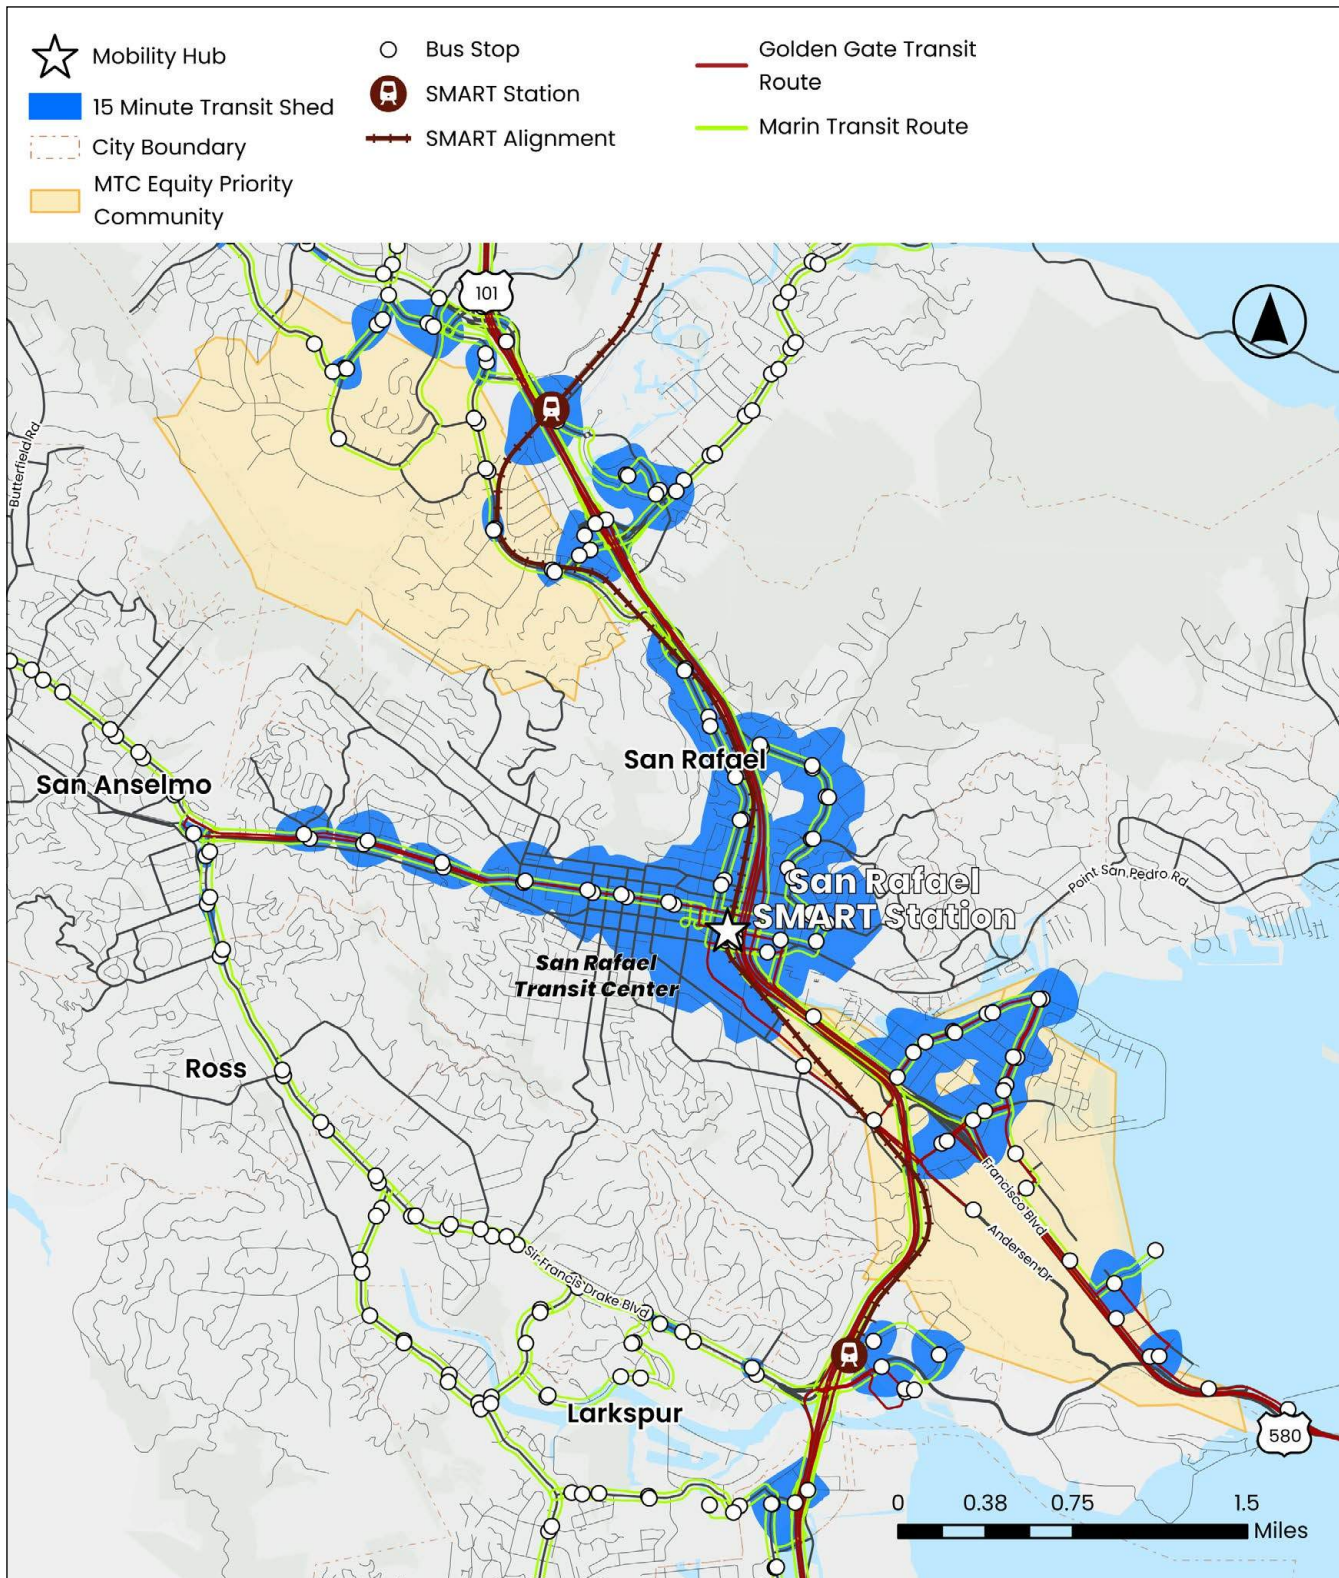 Mobility Hub
15 Minute Transit Shed
City Boundary
MTC Equity Priority
Community
Bus Stop
SMART Station
SMART Alignment
Golden Gate Transit
Route
Marin Transit Route
101
Butterfield Rd
San Rafael
San Anselmo
San Rafael
SMART Station
Point San Pedro Rd
San Rafael
Transit Center
Ross
Francisco Blvd
Andersen Dr
Sir Francis Drake Blvd
Larkspur
580
0 0.38 0.75 1.5
Miles